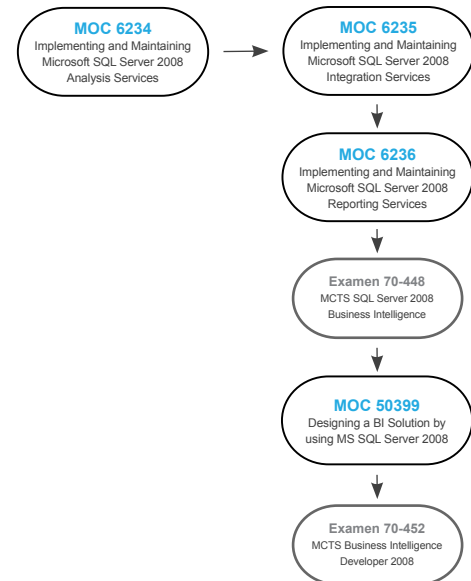 MOC 6234
Implementing and Maintaining
Microsoft SQL Server 2008
Analysis Services
MOC 6235
Implementing and Maintaining
Microsoft SQL Server 2008
Integration Services
MOC 6236
Implementing and Maintaining
Microsoft SQL Server 2008
Reporting Services
Examen 70-448
MCTS SQL Server 2008
Business Intelligence
MOC 50399
Designing a BI Solution by
using MS SQL Server 2008
Examen 70-452
MCTS Business Intelligence
Developer 2008